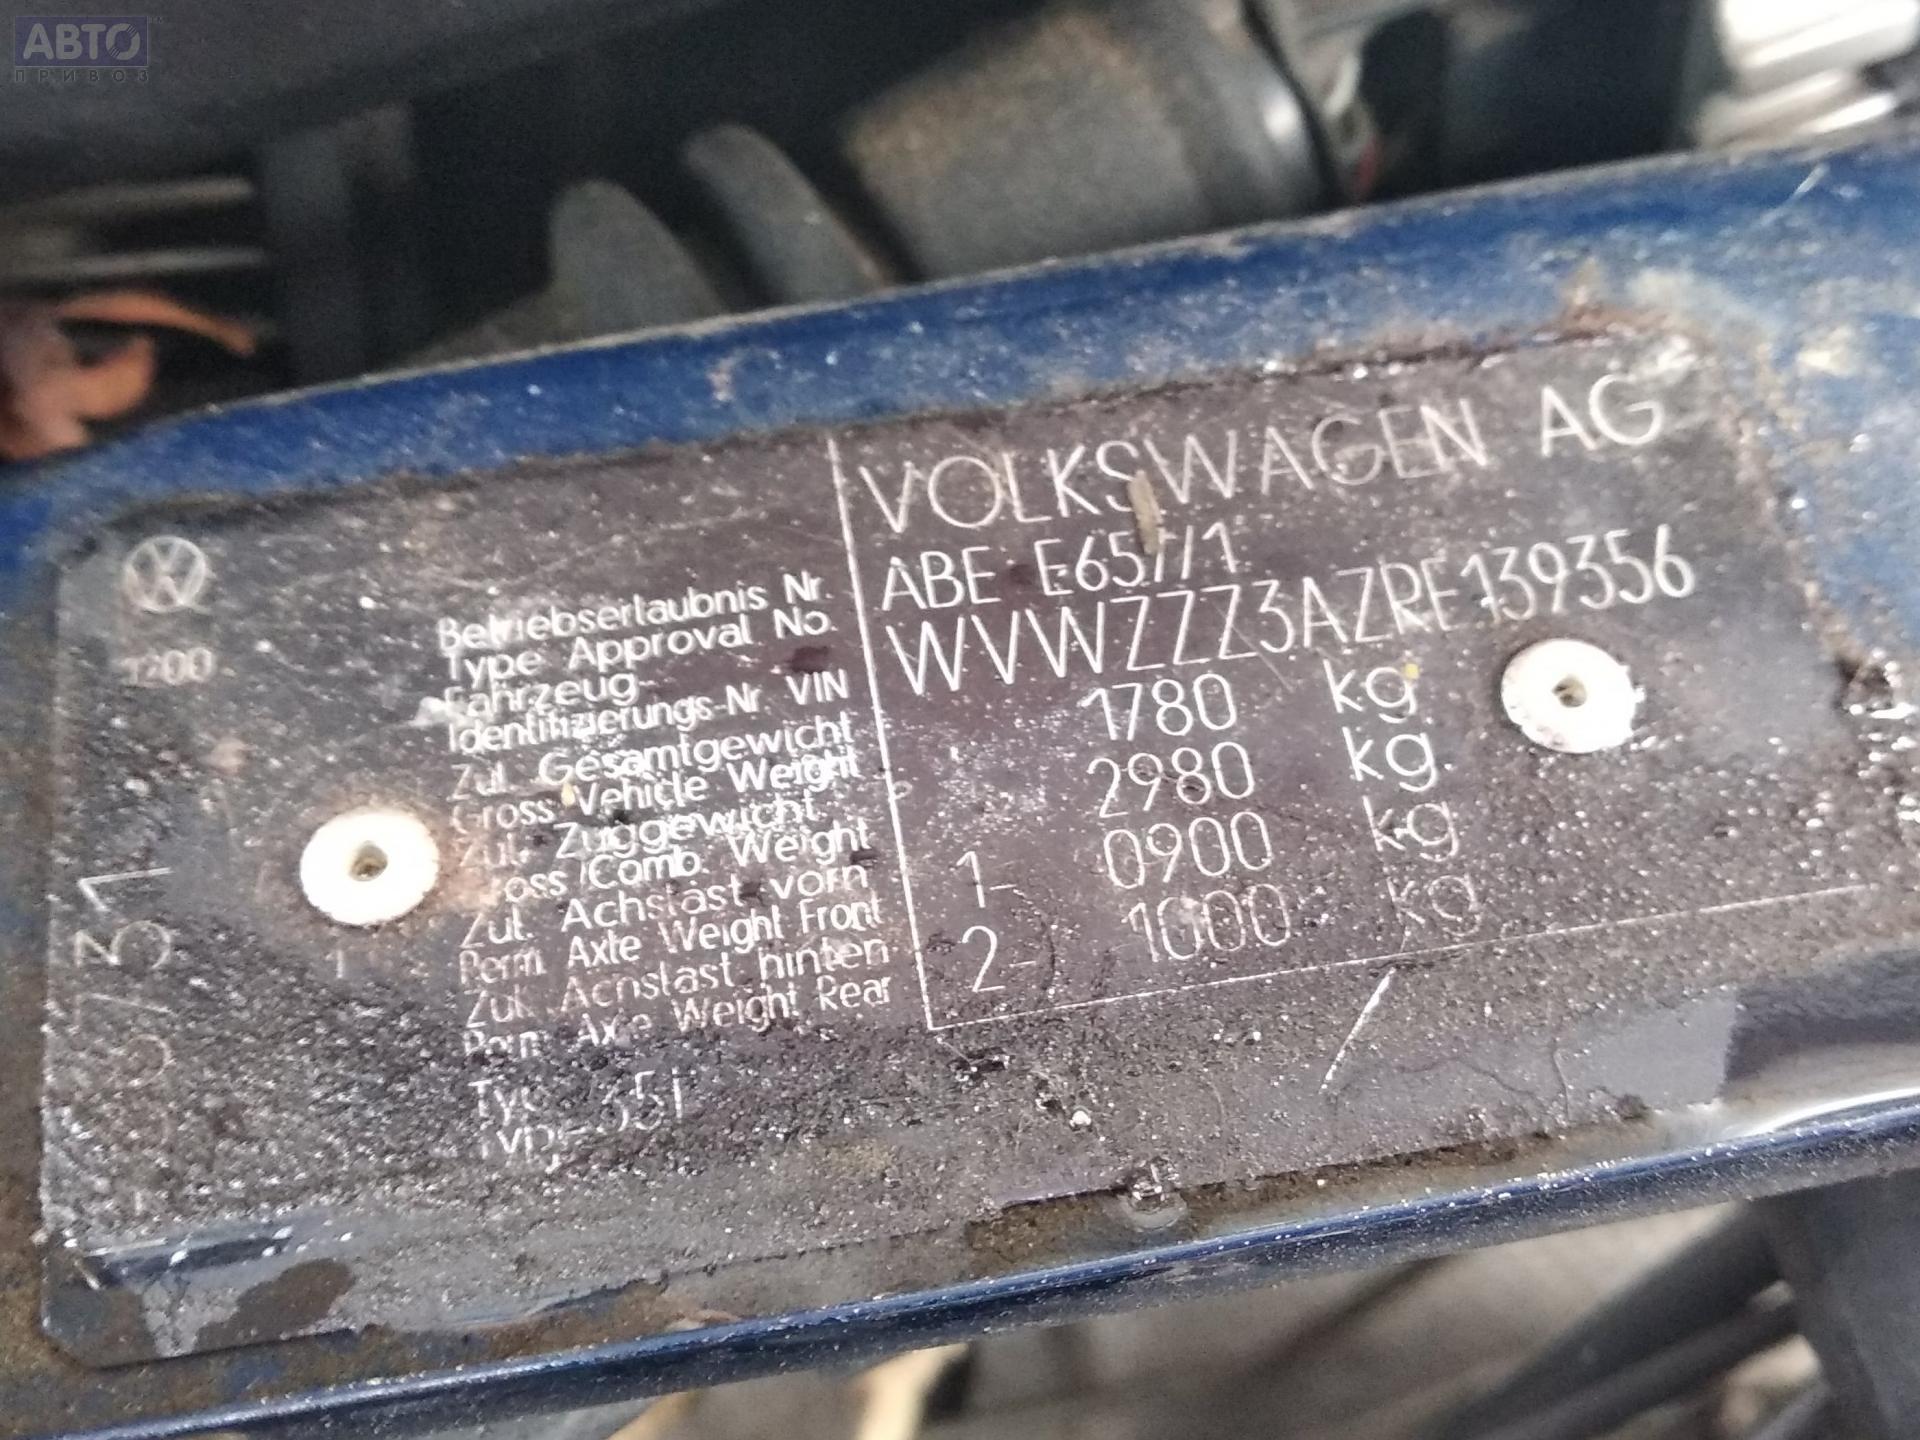 АВТО
ПРИВОЗ
VOLKSWAGEN AG
Betriebserlaubnis Nr.
Type Approval No.
ABE E657/1
Fahrzeug-
Identifizierungs-Nr. VIN
WVWZZZ3AZRE139356
Zul. Gesamtgewicht
Gross Vehicle Weight
1780 kg
Zul. Zuggewicht
Gross/Comb. Weight
2980 kg
Zul. Achslast vorn
Perm Axle Weight Front
1- 0900 kg
Zul. Achslast hinten
Perm Axle Weight Rear
2- 1000 kg